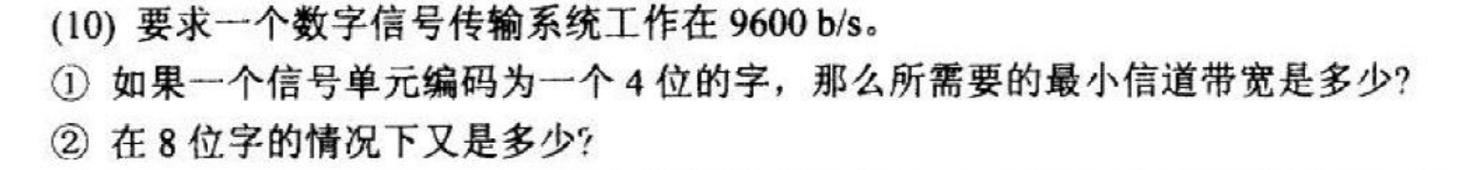 (10) 要求一个数字信号传输系统工作在 9600 b/s。
① 如果一个信号单元编码为一个 4 位的字，那么所需要的最小信道带宽是多少?
② 在 8 位字的情况下又是多少?